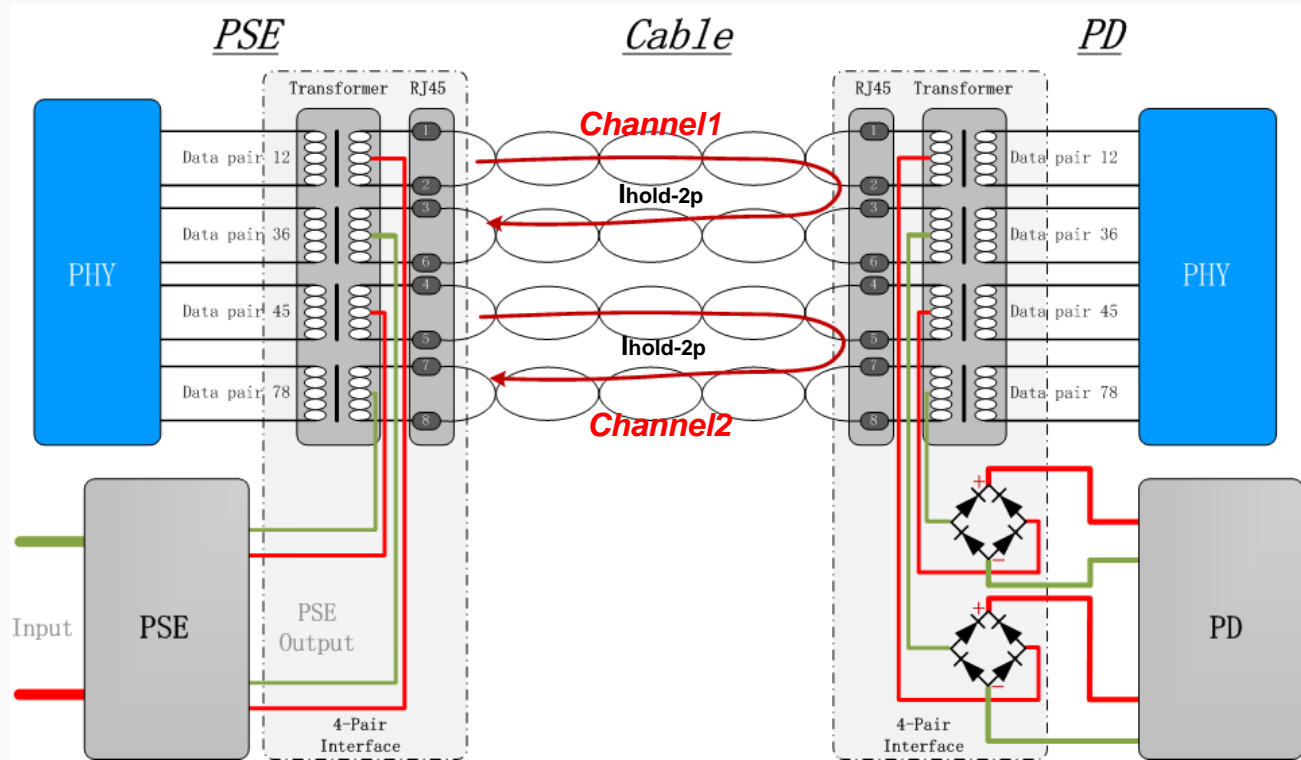 PSE
Cable
PD
Transformer
RJ45
RJ45
Transformer
PHY
Data pair 12
Data pair 36
Data pair 45
Data pair 78
1
2
3
6
4
5
7
8
Channel1
Ihold-2p
Ihold-2p
Channel2
1
2
3
6
4
5
7
8
Data pair 12
Data pair 36
Data pair 45
Data pair 78
PHY
Input
PSE
PSE
Output
4-Pair
Interface
+
−
+
−
4-Pair
Interface
PD